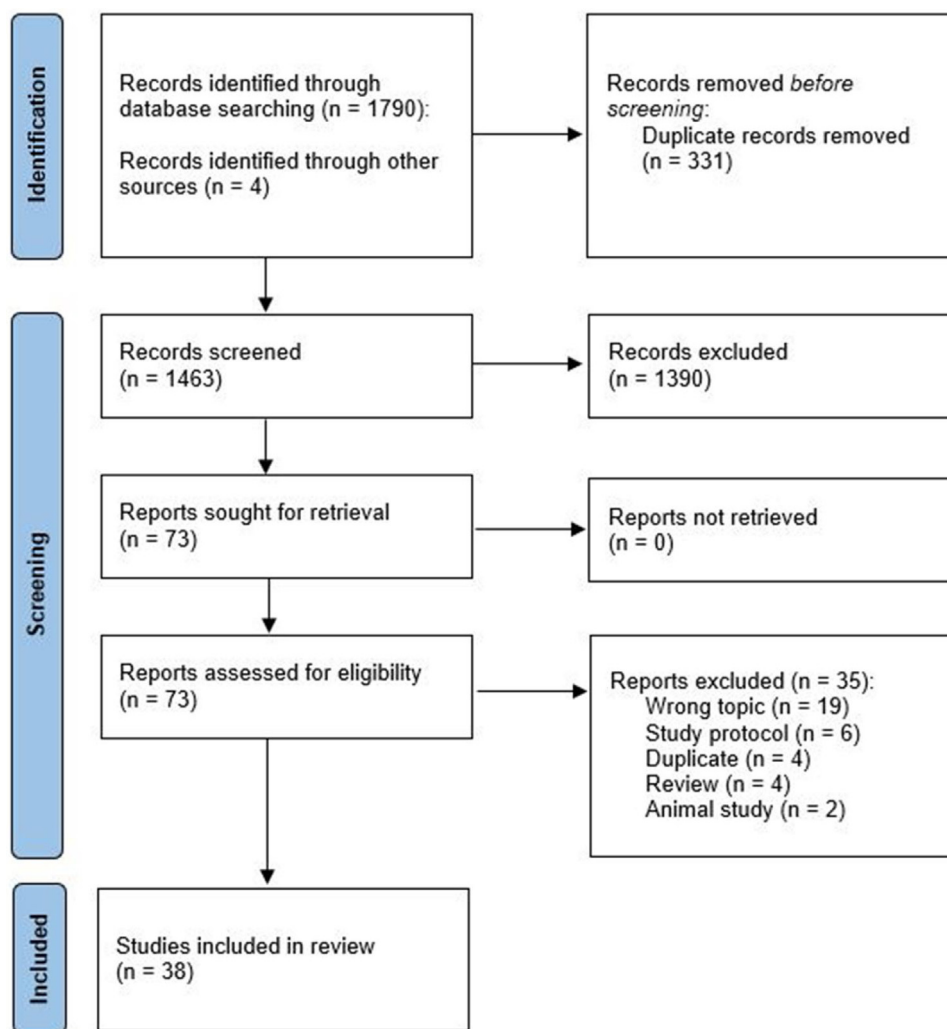 Identification
Records identified through
database searching (n = 1790):
Records identified through other
sources (n = 4)
Records removed before
screening:
Duplicate records removed
(n = 331)
Screening
Records screened
(n = 1463)
Records excluded
(n = 1390)
Reports sought for retrieval
(n = 73)
Reports not retrieved
(n = 0)
Reports assessed for eligibility
(n = 73)
Reports excluded (n = 35):
Wrong topic (n = 19)
Study protocol (n = 6)
Duplicate (n = 4)
Review (n = 4)
Animal study (n = 2)
Included
Studies included in review
(n = 38)